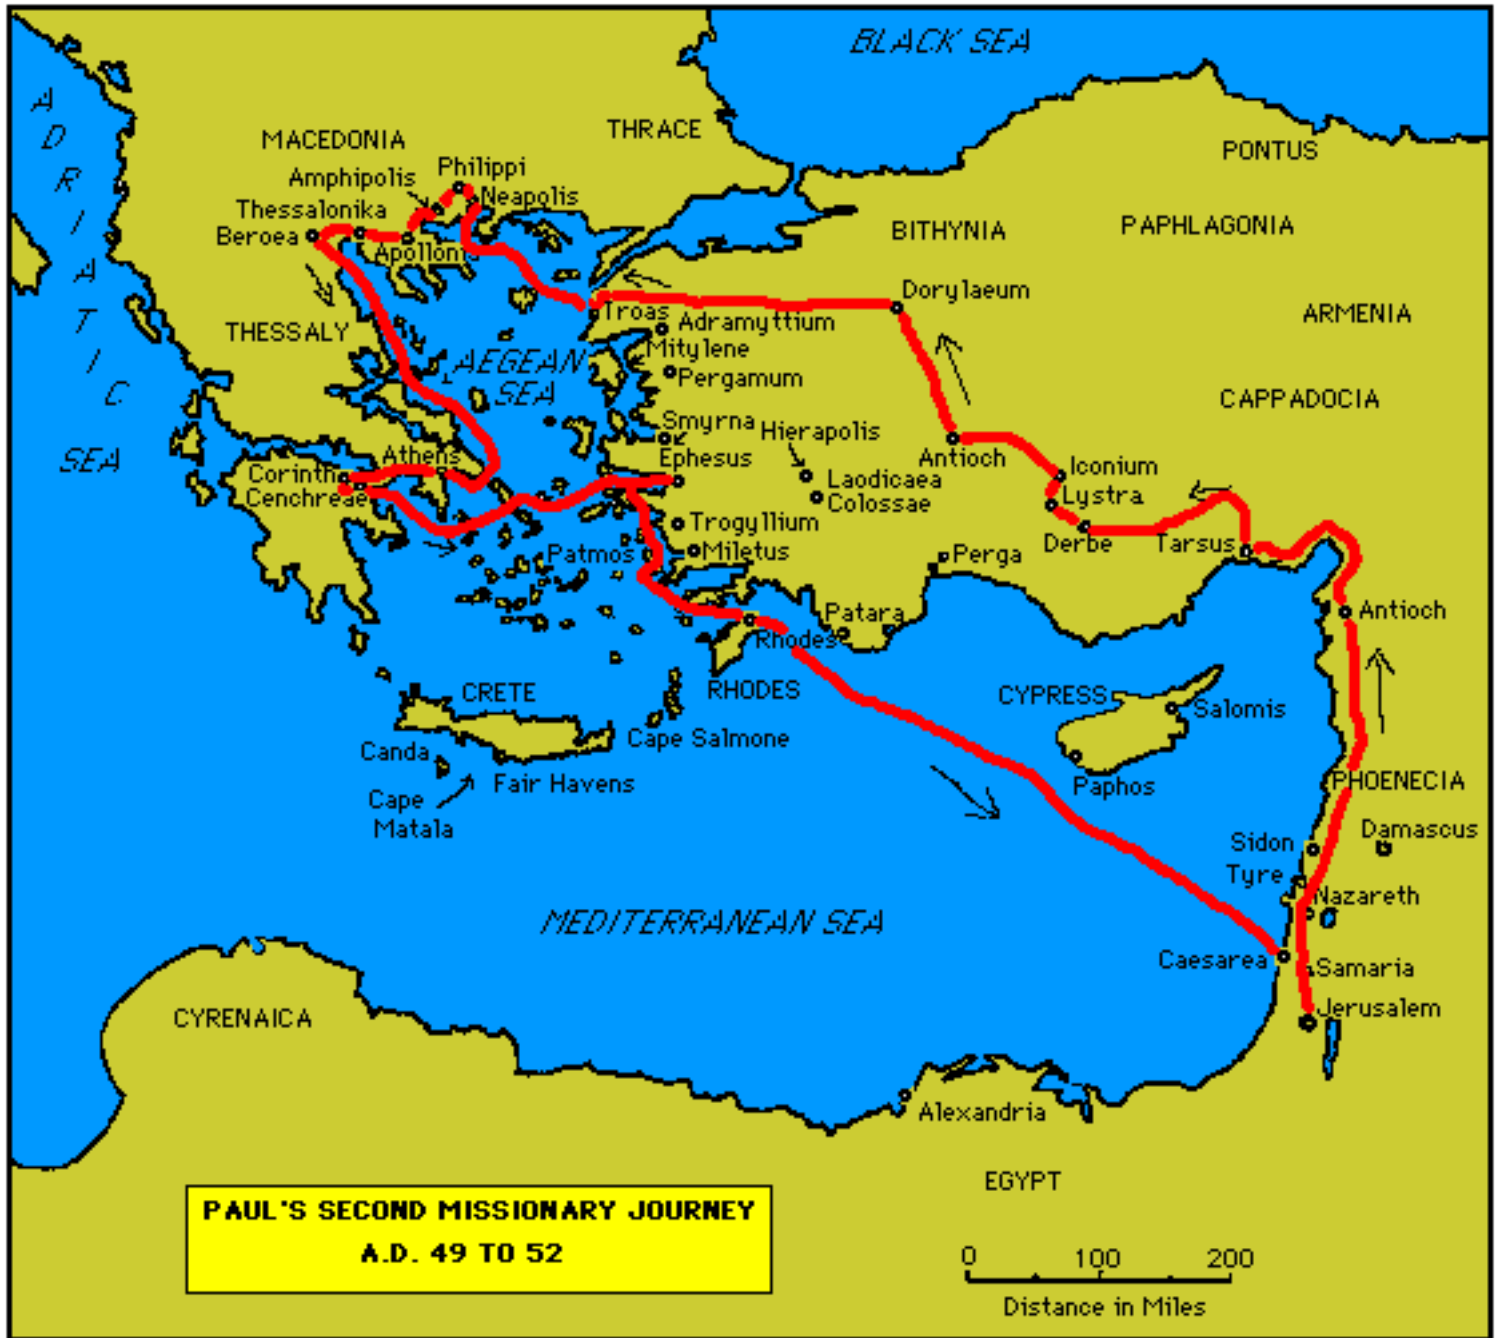 BLACK SEA
ADRIATIC
SEA
MACEDONIA
THRACE
PONTUS
Philippi
Amphipolis
Neapolis
Thessalonika
Beroea
Apolloni
BITHYNIA
PAPHLAGONIA
Dorylaeum
ARMENIA
Troas
Adramyttium
THESSALY
Mitylene
AEGEAN
SEA
Pergamum
CAPPADOCIA
Smyrna
Hierapolis
Athens
Ephesus
Antioch
Iconium
Corinth
Laodicaea
Lystra
Cenchreae
Colossae
Trogyllium
Derbe
Tarsus
Patmos
Miletus
Perga
Patara
Antioch
Rhodes
CRETE
RHODES
CYPRESS
Salomis
Canda
Cape Salmone
Fair Havens
Paphos
PHOENECIA
Cape
Matala
Sidon
Damascus
Tyre
Nazareth
MEDITERRANEAN SEA
Caesarea
Samaria
Jerusalem
CYRENAICA
Alexandria
EGYPT
PAUL'S SECOND MISSIONARY JOURNEY
A.D. 49 TO 52
0 100 200
Distance in Miles